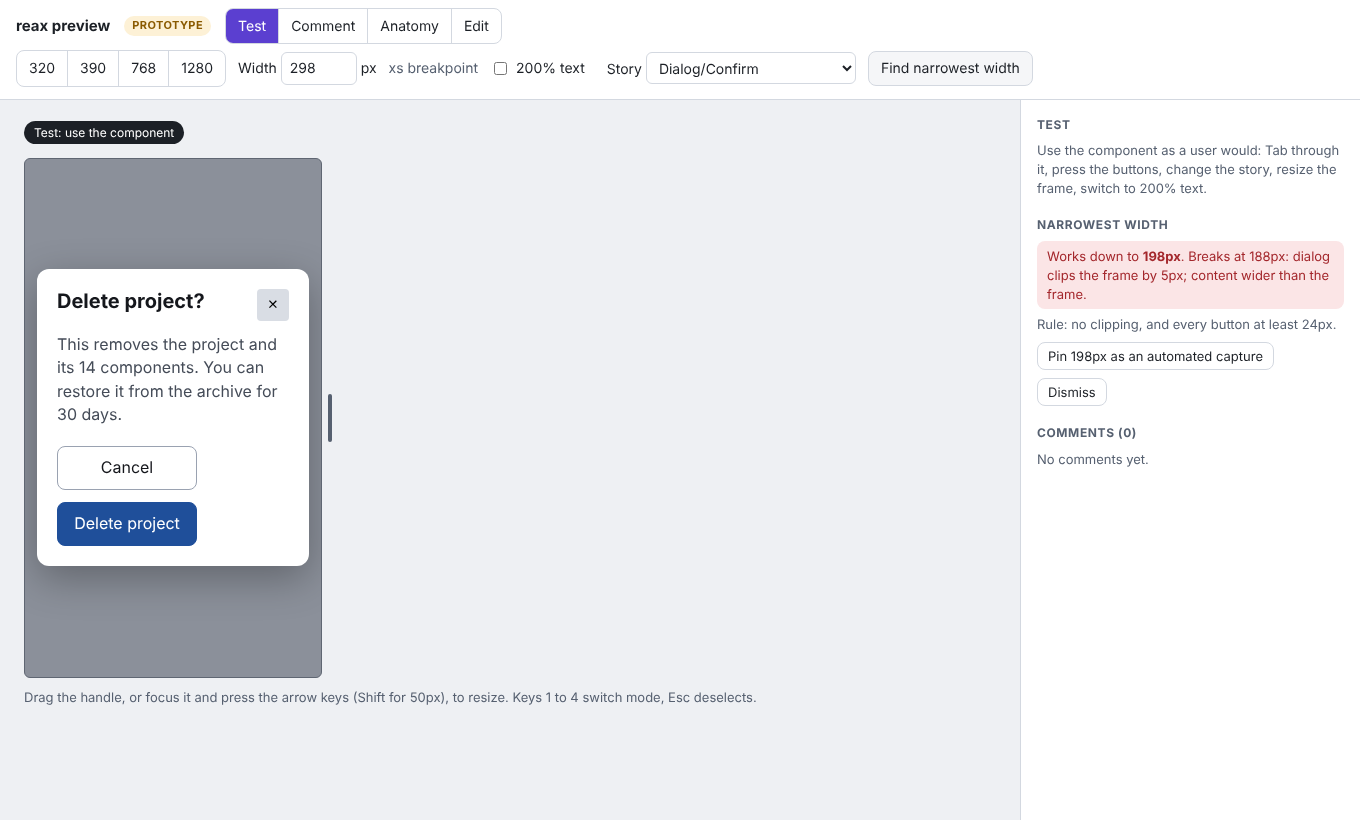 reax preview PROTOTYPE Test Comment Anatomy Edit
320 390 768 1280 Width 298 px xs breakpoint 200% text Story Dialog/Confirm Find narrowest width
Test: use the component
Delete project?
×
This removes the project and
its 14 components. You can
restore it from the archive for
30 days.
Cancel
Delete project
Drag the handle, or focus it and press the arrow keys (Shift for 50px), to resize. Keys 1 to 4 switch mode, Esc deselects.
TEST
Use the component as a user would: Tab through
it, press the buttons, change the story, resize the
frame, switch to 200% text.
NARROWEST WIDTH
Works down to 198px. Breaks at 188px: dialog
clips the frame by 5px; content wider than the
frame.
Rule: no clipping, and every button at least 24px.
Pin 198px as an automated capture
Dismiss
COMMENTS (0)
No comments yet.